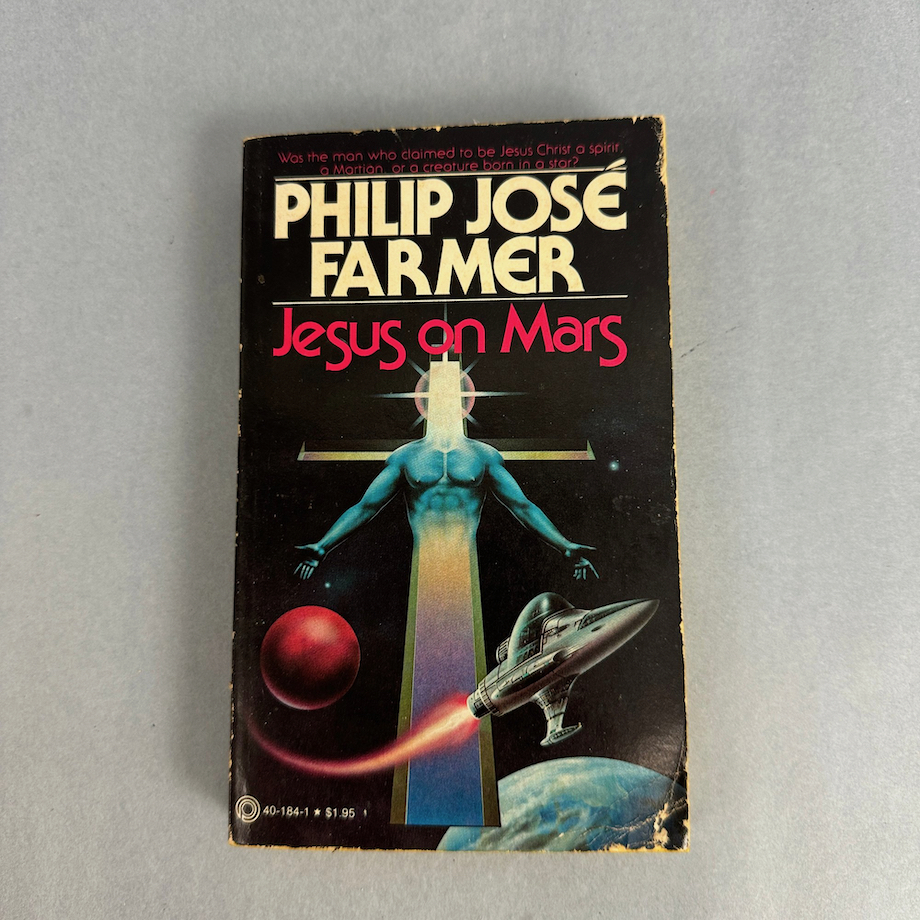 Was the man who claimed to be Jesus Christ a spirit,
a Martian, or a creature born in a star?
PHILIP JOSÉ
FARMER
Jesus on Mars
40-184-1 ★ $1.95